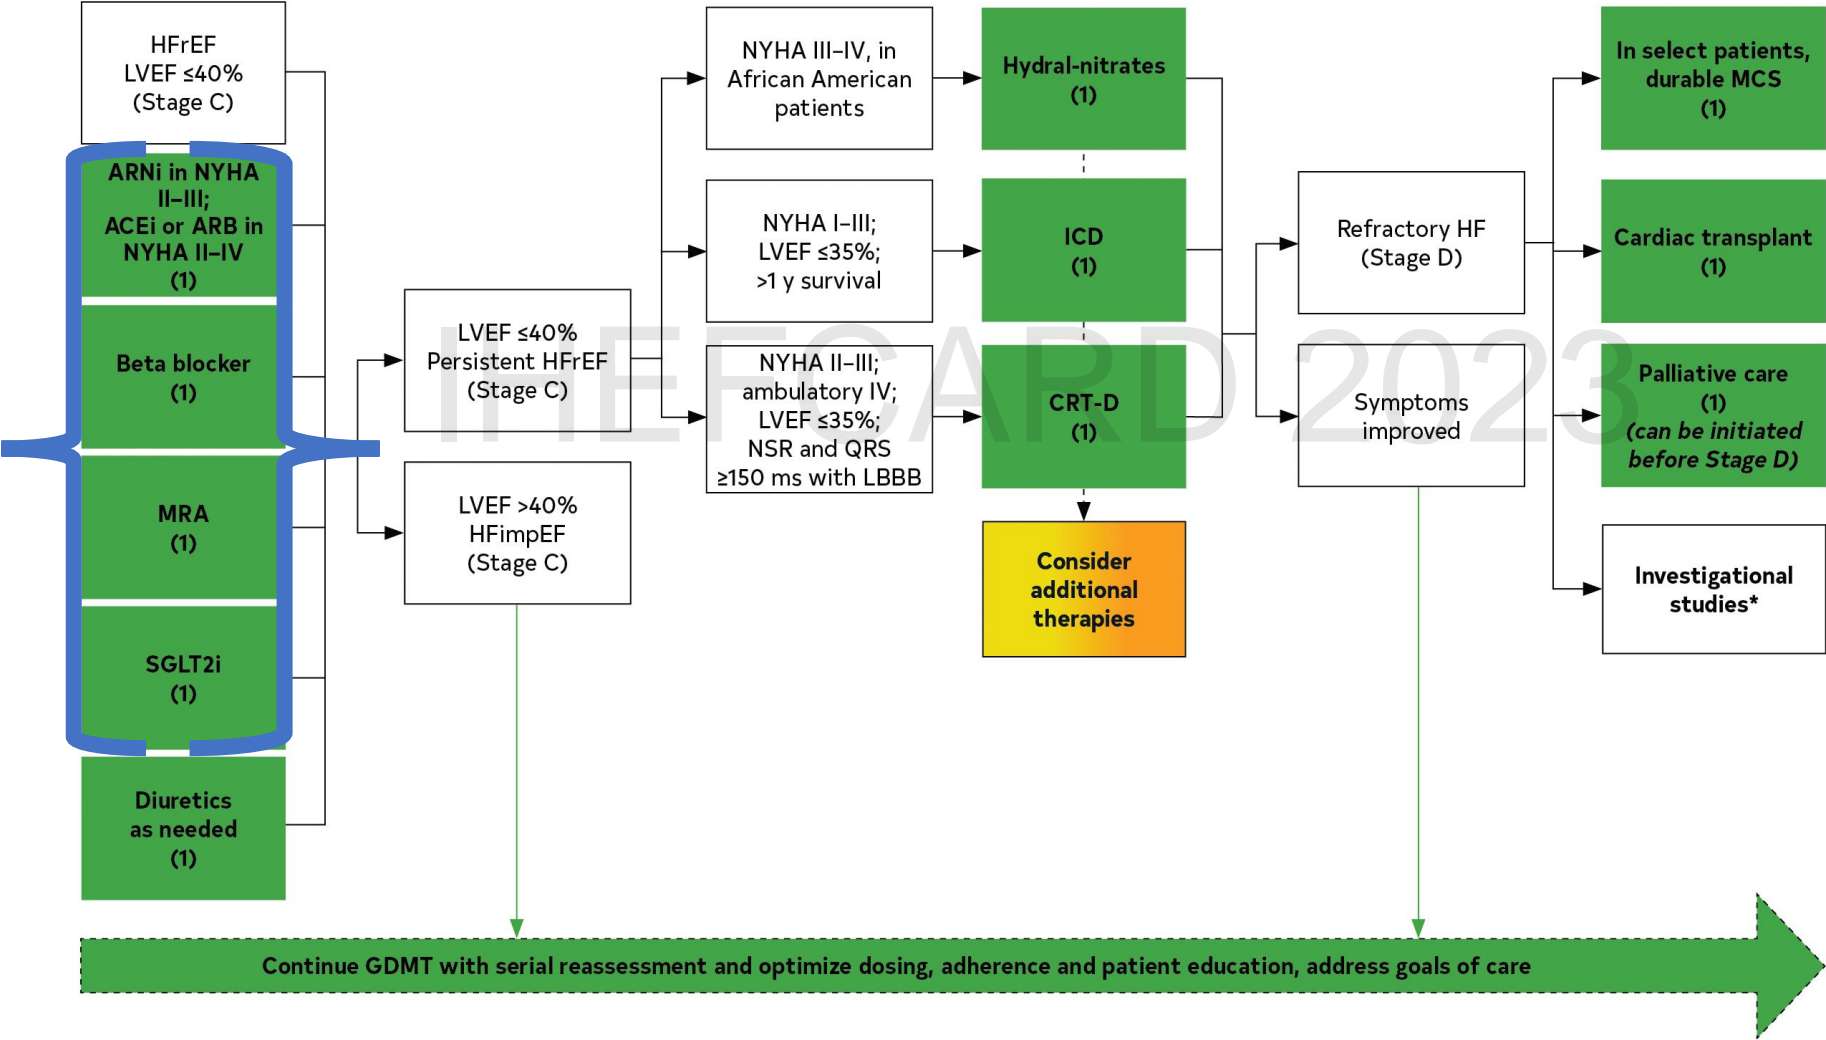 HFrEF
LVEF ≤40%
(Stage C)
ARNi in NYHA
II–III;
ACEi or ARB in
NYHA II–IV
(1)
Beta blocker
(1)
MRA
(1)
SGLT2i
(1)
Diuretics
as needed
(1)
LVEF ≤40%
Persistent HFrEF
(Stage C)
LVEF >40%
HFimpEF
(Stage C)
NYHA III–IV, in
African American
patients
NYHA I–III;
LVEF ≤35%;
>1 y survival
NYHA II–III;
ambulatory IV;
LVEF ≤35%;
NSR and QRS
≥150 ms with LBBB
Hydral-nitrates
(1)
ICD
(1)
CRT-D
(1)
Consider
additional
therapies
Refractory HF
(Stage D)
Symptoms
improved
In select patients,
durable MCS
(1)
Cardiac transplant
(1)
Palliative care
(1)
(can be initiated
before Stage D)
Investigational
studies*
IHEFCARD 2023
Continue GDMT with serial reassessment and optimize dosing, adherence and patient education, address goals of care